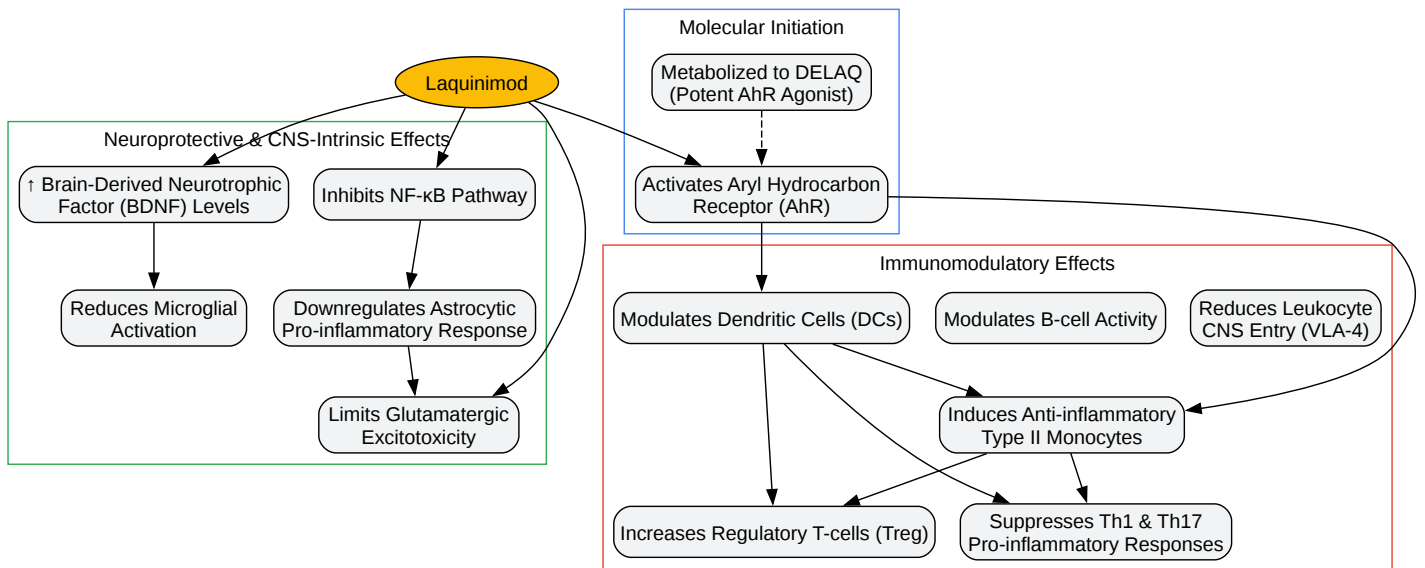 Molecular Initiation
Metabolized to DELAQ
(Potent AhR Agonist)
Laquinimod
Neuroprotective & CNS-Intrinsic Effects
↑ Brain-Derived Neurotrophic
Factor (BDNF) Levels
Inhibits NF-κB Pathway
Activates Aryl Hydrocarbon
Receptor (AhR)
Immunomodulatory Effects
Reduces Microglial
Activation
Downregulates Astrocytic
Pro-inflammatory Response
Modulates Dendritic Cells (DCs)
Modulates B-cell Activity
Reduces Leukocyte
CNS Entry (VLA-4)
Limits Glutamatergic
Excitotoxicity
Induces Anti-inflammatory
Type II Monocytes
Increases Regulatory T-cells (Treg)
Suppresses Th1 & Th17
Pro-inflammatory Responses